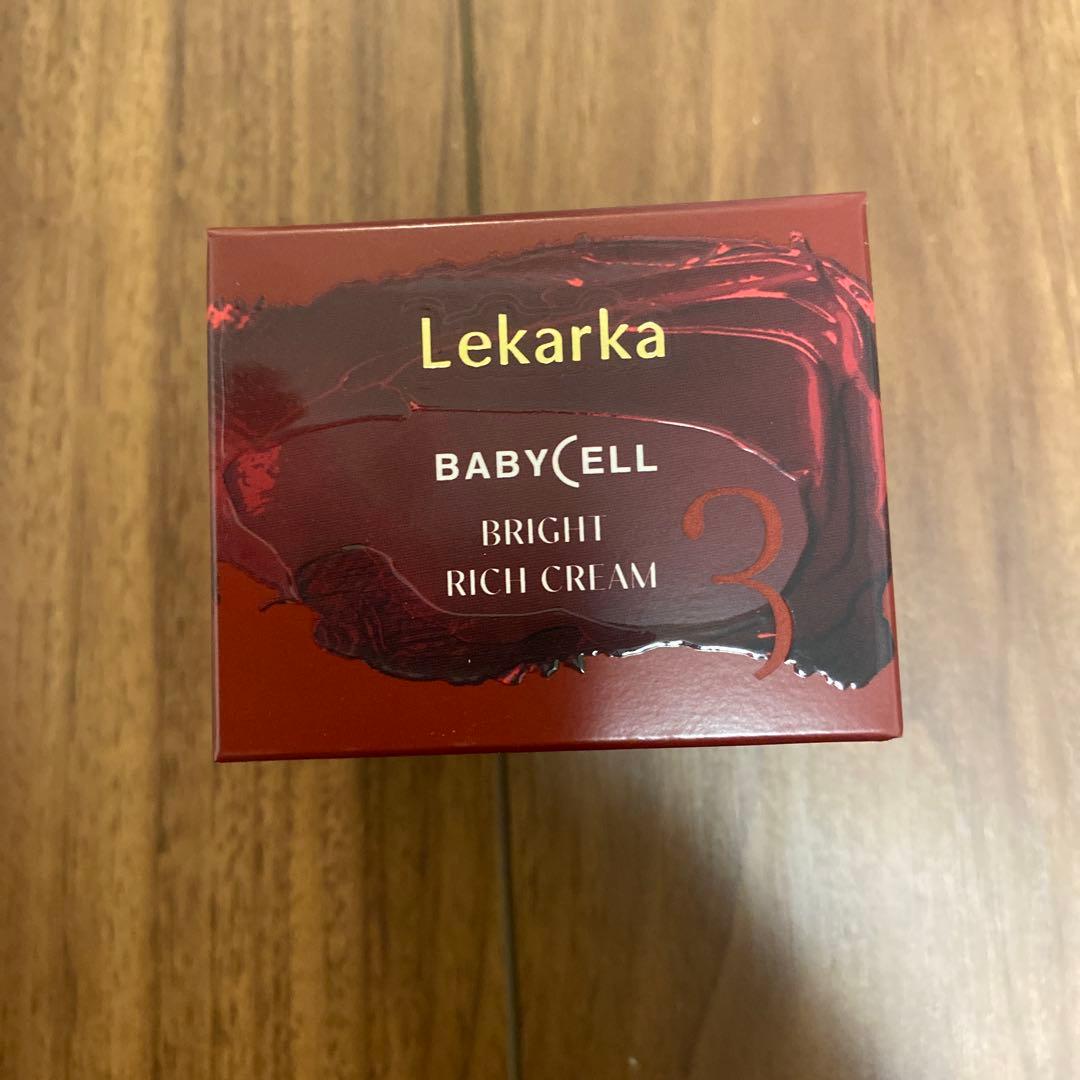 Lekarka
BABYCELL
BRIGHT
RICH CREAM
3